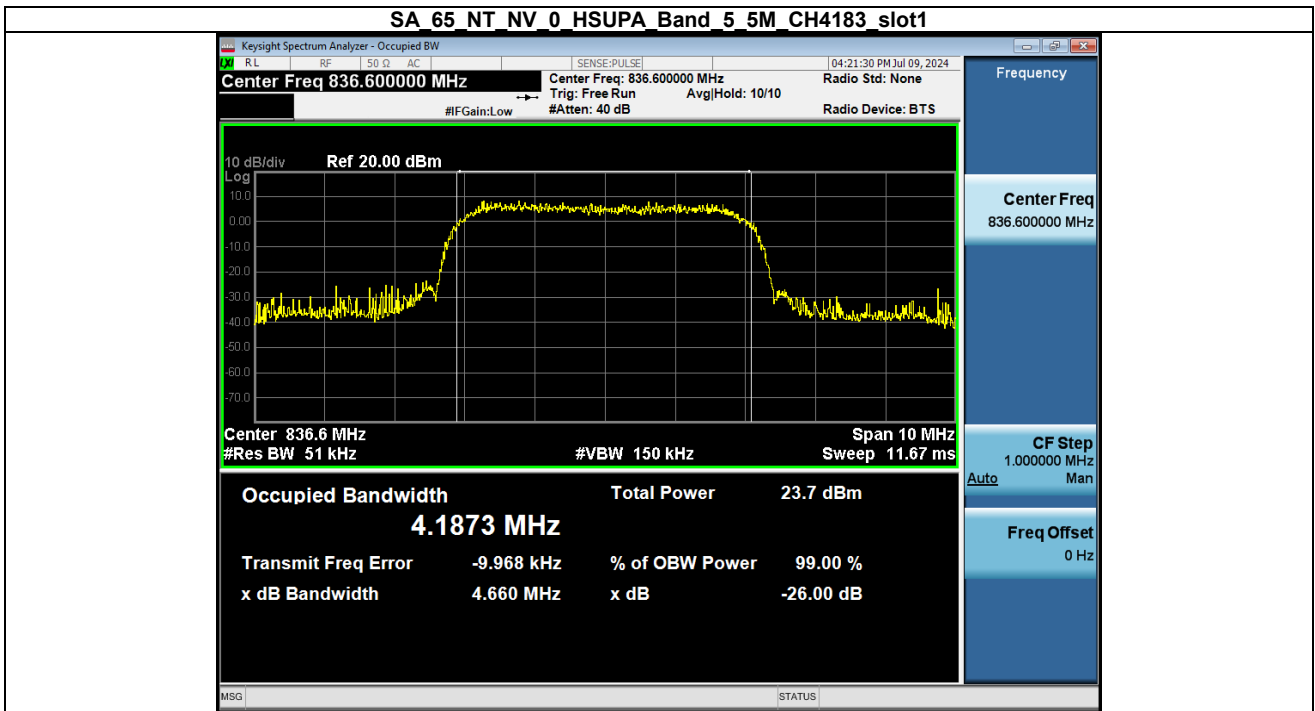 SA_65_NT_NV_0_HSUPA_Band_5_5M_CH4183_slot1
Keysight Spectrum Analyzer - Occupied BW
LXI RL RF 50 Ω AC SENSE:PULSE 04:21:30 PM Jul 09, 2024
Center Freq 836.600000 MHz Center Freq: 836.600000 MHz Radio Std: None
Trig: Free Run Avg|Hold: 10/10
#IFGain:Low #Atten: 40 dB Radio Device: BTS
Frequency
10 dB/div Ref 20.00 dBm
Log
10.0
0.00
-10.0
-20.0
-30.0
-40.0
-50.0
-60.0
-70.0
Center 836.6 MHz Span 10 MHz
#Res BW 51 kHz #VBW 150 kHz Sweep 11.67 ms
Occupied Bandwidth Total Power 23.7 dBm
4.1873 MHz
Transmit Freq Error -9.968 kHz % of OBW Power 99.00 %
x dB Bandwidth 4.660 MHz x dB -26.00 dB
Center Freq
836.600000 MHz
CF Step
1.000000 MHz
Auto Man
Freq Offset
0 Hz
MSG STATUS